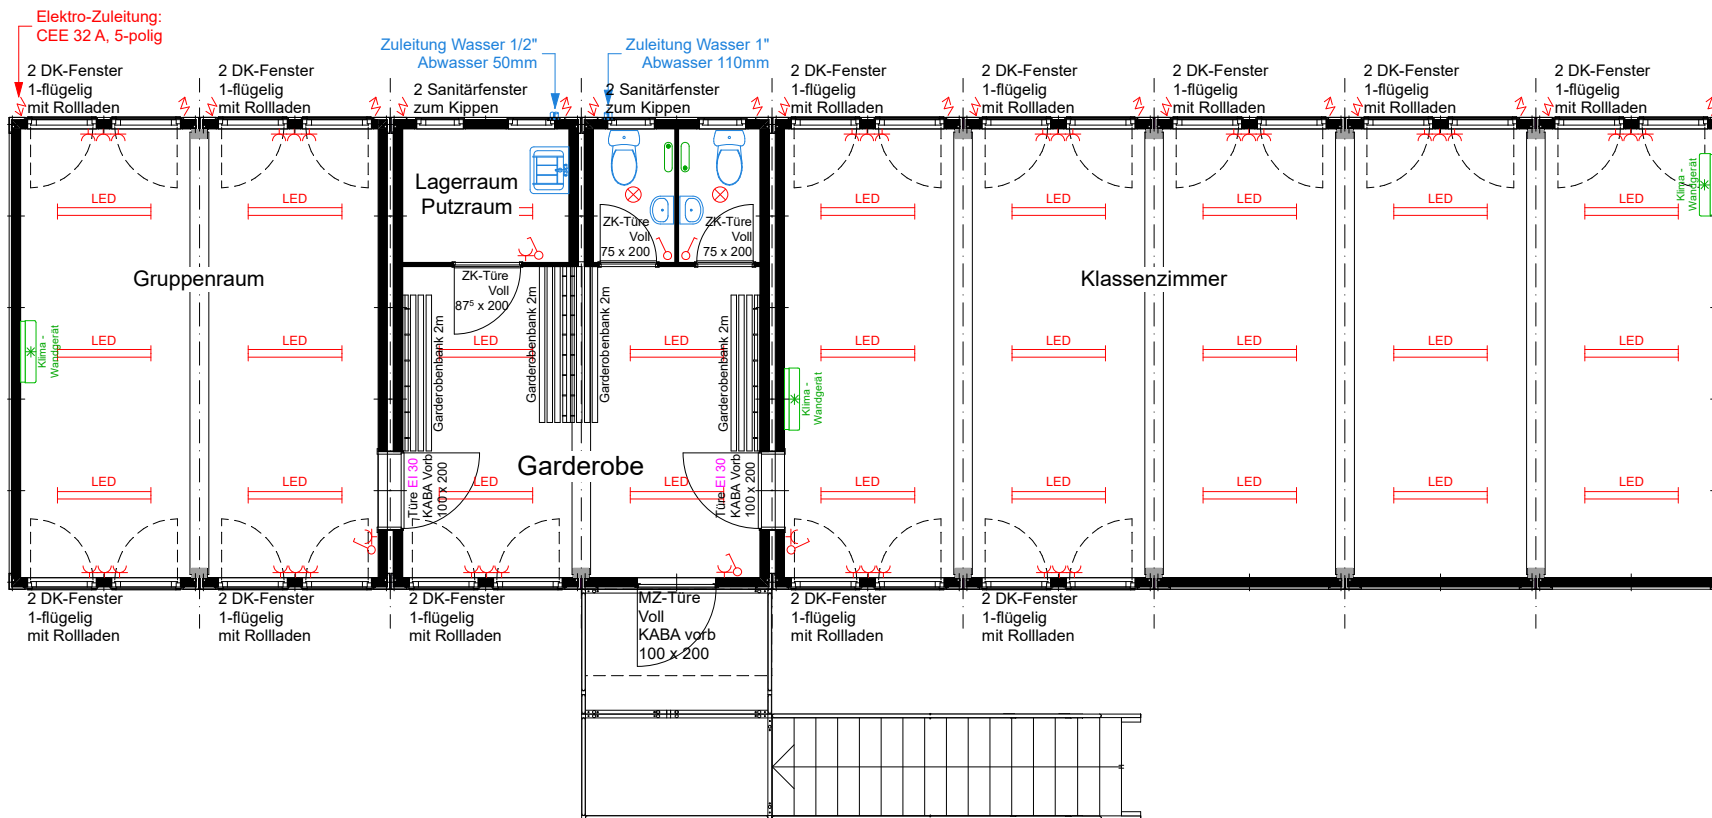 Elektro-Zuleitung:
CEE 32 A, 5-polig
Zuleitung Wasser 1/2"
Abwasser 50mm
Zuleitung Wasser 1"
Abwasser 110mm
2 DK-Fenster
1-flügelig
mit Rollladen
2 DK-Fenster
1-flügelig
mit Rollladen
2 Sanitärfenster
zum Kippen
2 Sanitärfenster
zum Kippen
2 DK-Fenster
1-flügelig
mit Rollladen
2 DK-Fenster
1-flügelig
mit Rollladen
2 DK-Fenster
1-flügelig
mit Rollladen
2 DK-Fenster
1-flügelig
mit Rollladen
2 DK-Fenster
1-flügelig
mit Rollladen
LED
LED
Lagerraum
Putzraum
LED
LED
LED
LED
LED
Klima -
Wandgerät
ZK-Türe
Voll
75 x 200
ZK-Türe
Voll
75 x 200
Gruppenraum
ZK-Türe
Voll
87⁵ x 200
Klassenzimmer
Garderobenbank 2m
Garderobenbank 2m
Garderobenbank 2m
Garderobenbank 2m
Klima -
Wandgerät
LED
LED
LED
LED
LED
LED
LED
LED
LED
Klima -
Wandgerät
Garderobe
Türe EI 30
KABA Vorb
100 x 200
Türe EI 30
KABA Vorb
100 x 200
LED
LED
LED
LED
LED
LED
LED
LED
LED
2 DK-Fenster
1-flügelig
mit Rollladen
2 DK-Fenster
1-flügelig
mit Rollladen
2 DK-Fenster
1-flügelig
mit Rollladen
MZ-Türe
Voll
KABA vorb
100 x 200
2 DK-Fenster
1-flügelig
mit Rollladen
2 DK-Fenster
1-flügelig
mit Rollladen